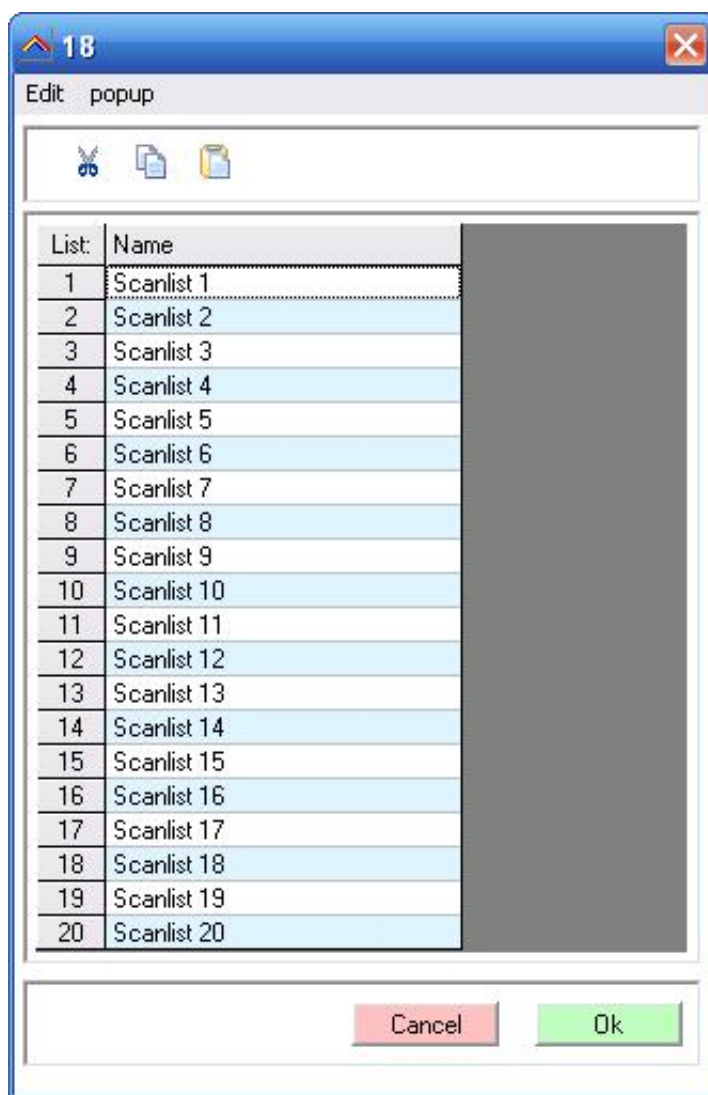 18
Edit popup
List: Name
1 Scanlist 1
2 Scanlist 2
3 Scanlist 3
4 Scanlist 4
5 Scanlist 5
6 Scanlist 6
7 Scanlist 7
8 Scanlist 8
9 Scanlist 9
10 Scanlist 10
11 Scanlist 11
12 Scanlist 12
13 Scanlist 13
14 Scanlist 14
15 Scanlist 15
16 Scanlist 16
17 Scanlist 17
18 Scanlist 18
19 Scanlist 19
20 Scanlist 20
Cancel Ok